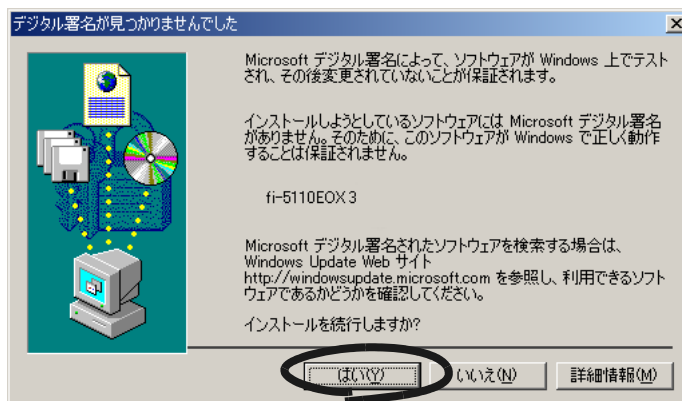 デジタル署名が見つかりませんでした
Microsoft デジタル署名によって、ソフトウェアが Windows 上でテスト
され、その後変更されていないことが保証されます。
インストールしようとしているソフトウェアには Microsoft デジタル署名
がありません。そのために、このソフトウェアが Windows で正しく動作
することは保証されません。
fi-5110EOX3
Microsoft デジタル署名されたソフトウェアを検索する場合は、
Windows Update Web サイト
http://windowsupdate.microsoft.com を参照し、利用できるソフト
ウェアであるかどうかを確認してください。
インストールを続行しますか?
はい(Y) いいえ(N) 詳細情報(M)